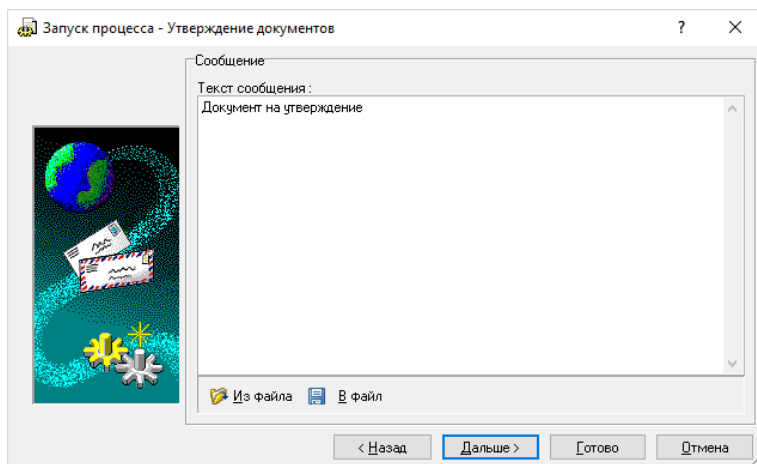 Запуск процесса - Утверждение документов ? ×
Сообщение
Текст сообщения :
Документ на утверждение
Из файла В файл
< Назад Дальше > Готово Отмена